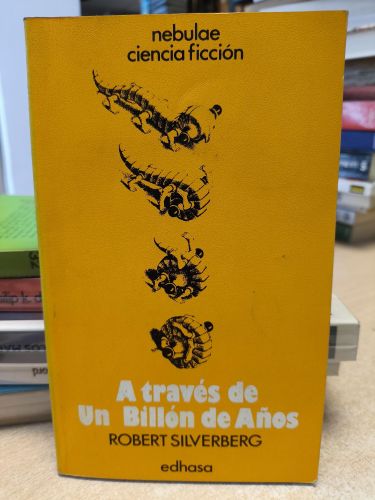 nebulae
ciencia ficción
A través de
Un Billón de Años
ROBERT SILVERBERG
edhasa